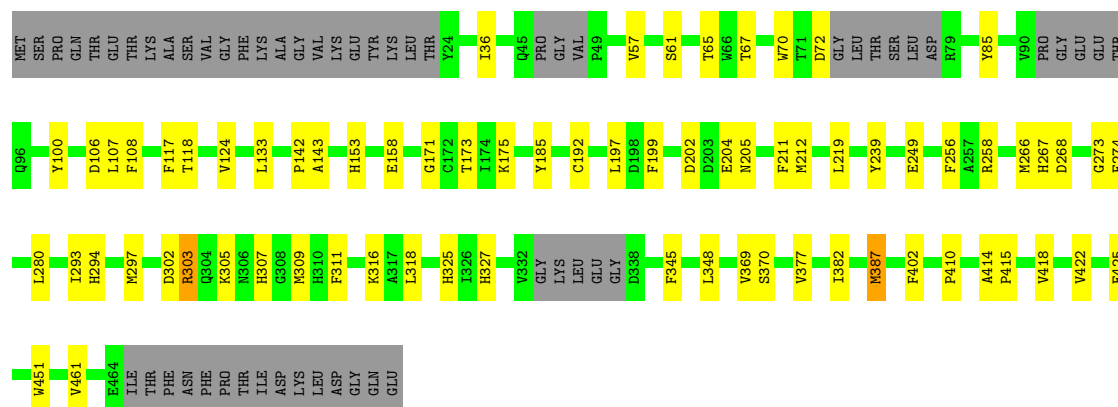 MET SER PRO GLN THR GLU THR LYS ALA SER VAL GLY PHE LYS ALA GLY VAL LYS GLU TYR LYS LEU THR Y24 I36 Q45 PRO GLY VAL P49 V57 S61 T65 W66 T67 W70 T71 D72 GLY LEU THR SER LEU ASP R79 Y85 V90 PRO GLY GLU GLU THR
Q96 Y100 D106 L107 F108 F117 T118 V124 L133 P142 A143 H153 E158 G171 C172 T173 I174 K175 Y185 C192 L197 D198 F199 D202 D203 E204 N205 F211 M212 L219 Y239 E249 F256 A257 R258 M266 H267 D268 G273
L280 I293 H294 M297 D302 R303 Q304 K305 N306 H307 G308 M309 H310 F311 K316 A317 L318 H325 I326 H327 V332 GLY LYS LEU GLU GLY D338 F345 L348 V369 S370 V377 I382 M387 F402 P410 A414 P415 V418 V422
W451 V461 E464 ILE THR PHE ASN PHE PRO THR ILE ASP LYS LEU ASP GLY GLN GLU